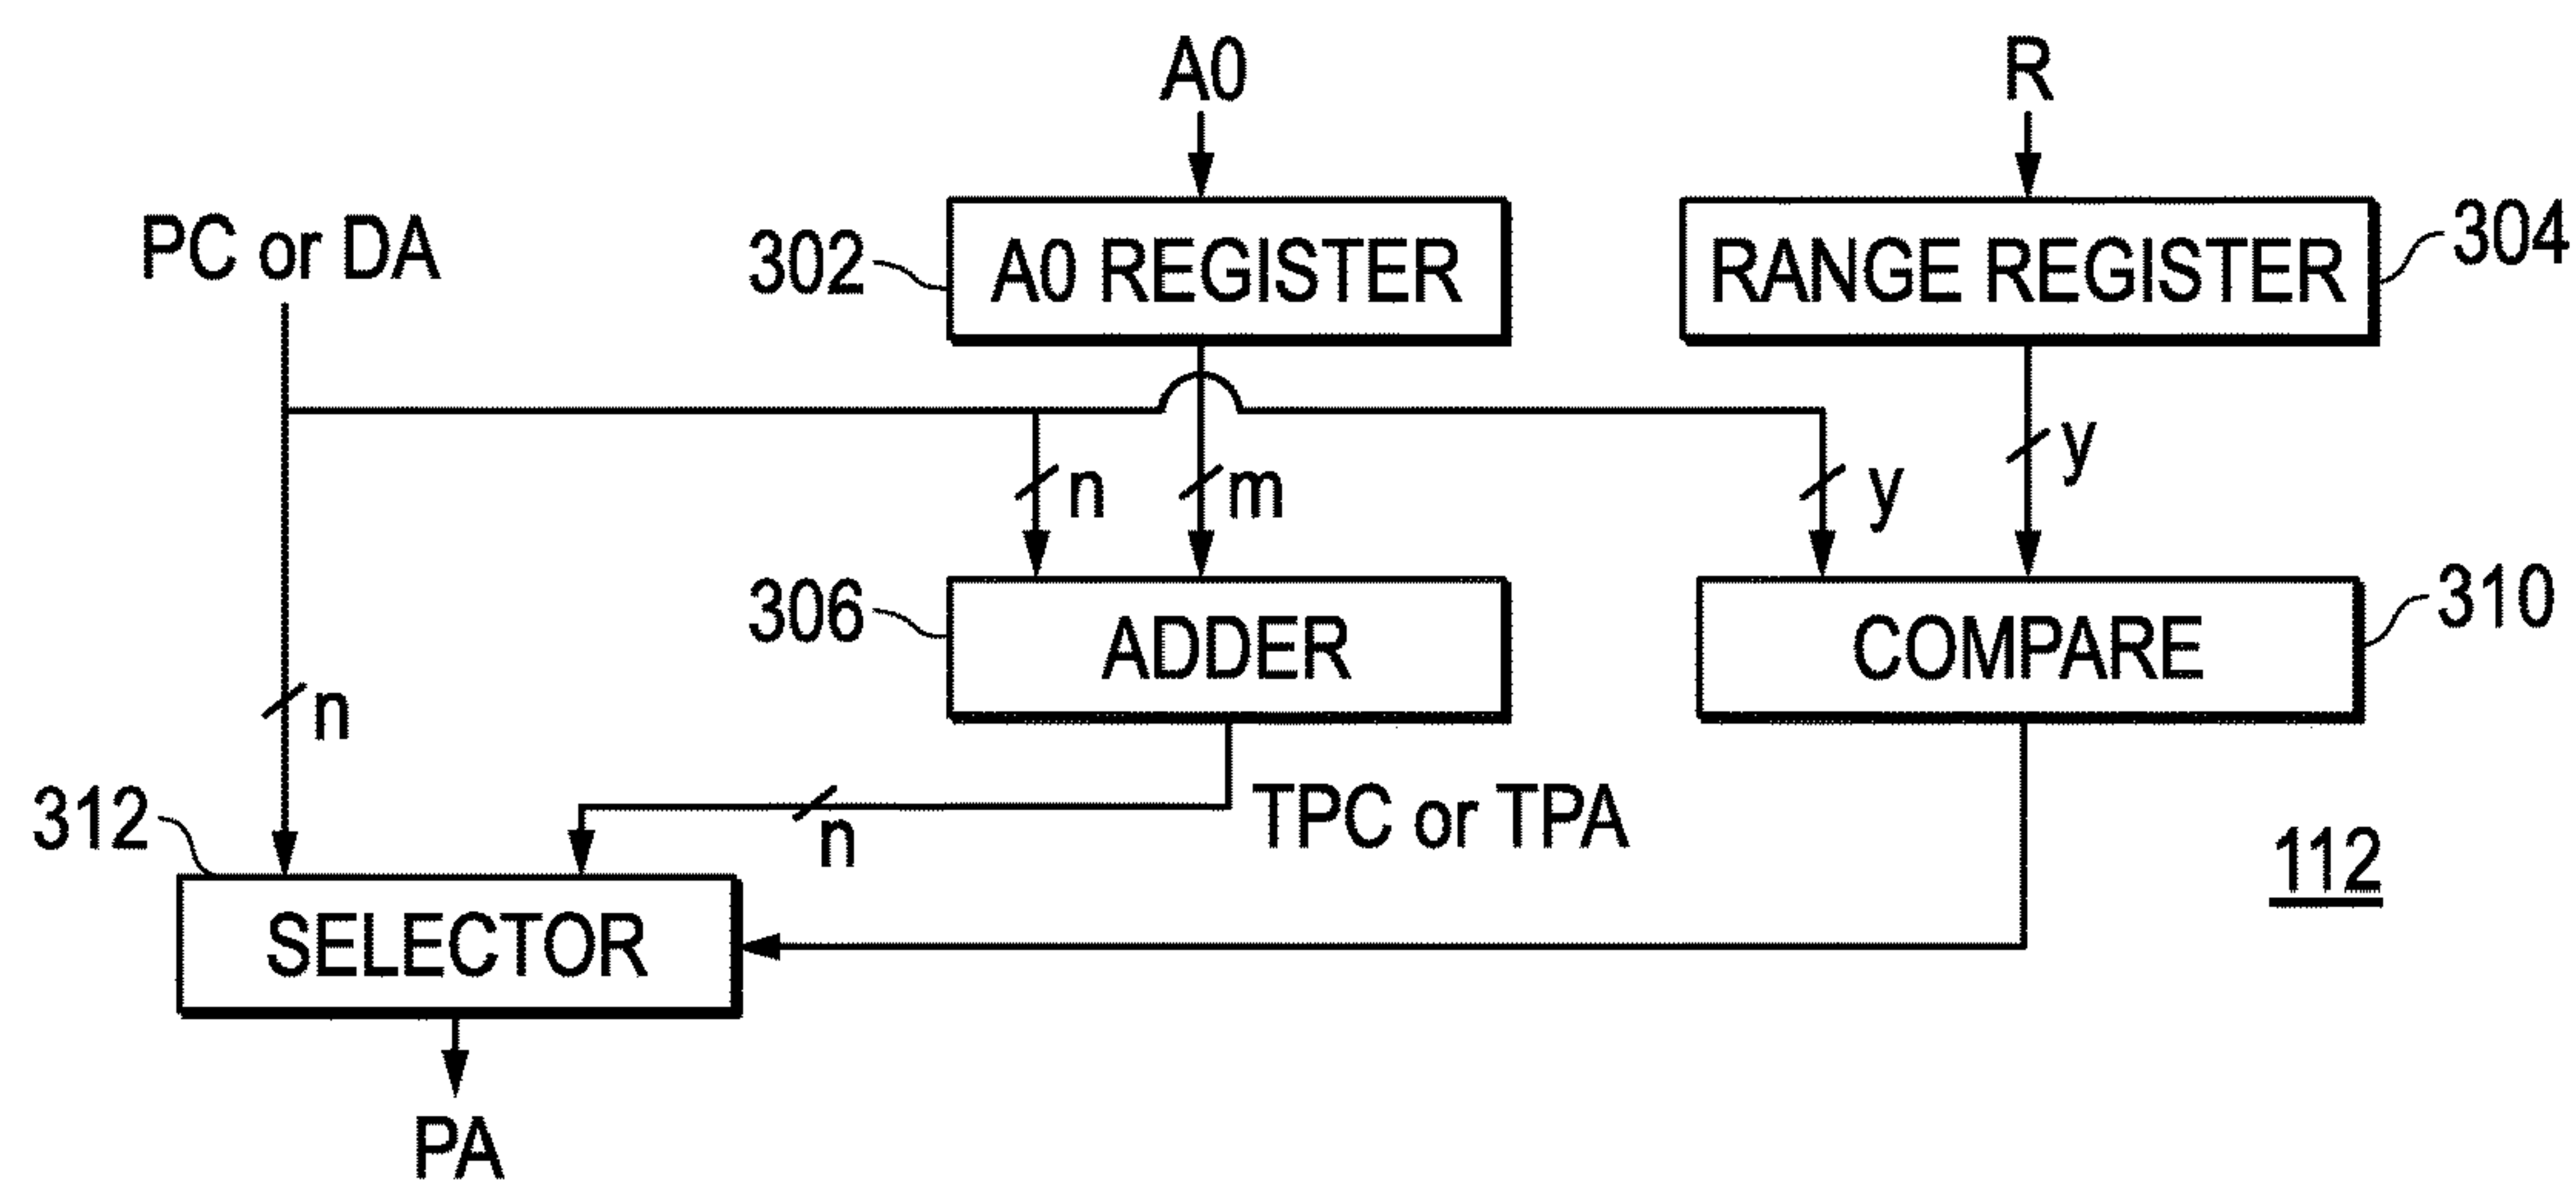 A0
R
PC or DA
302
A0 REGISTER
RANGE REGISTER
304
n
m
y
y
306
ADDER
COMPARE
310
n
312
n
TPC or TPA
112
SELECTOR
PA